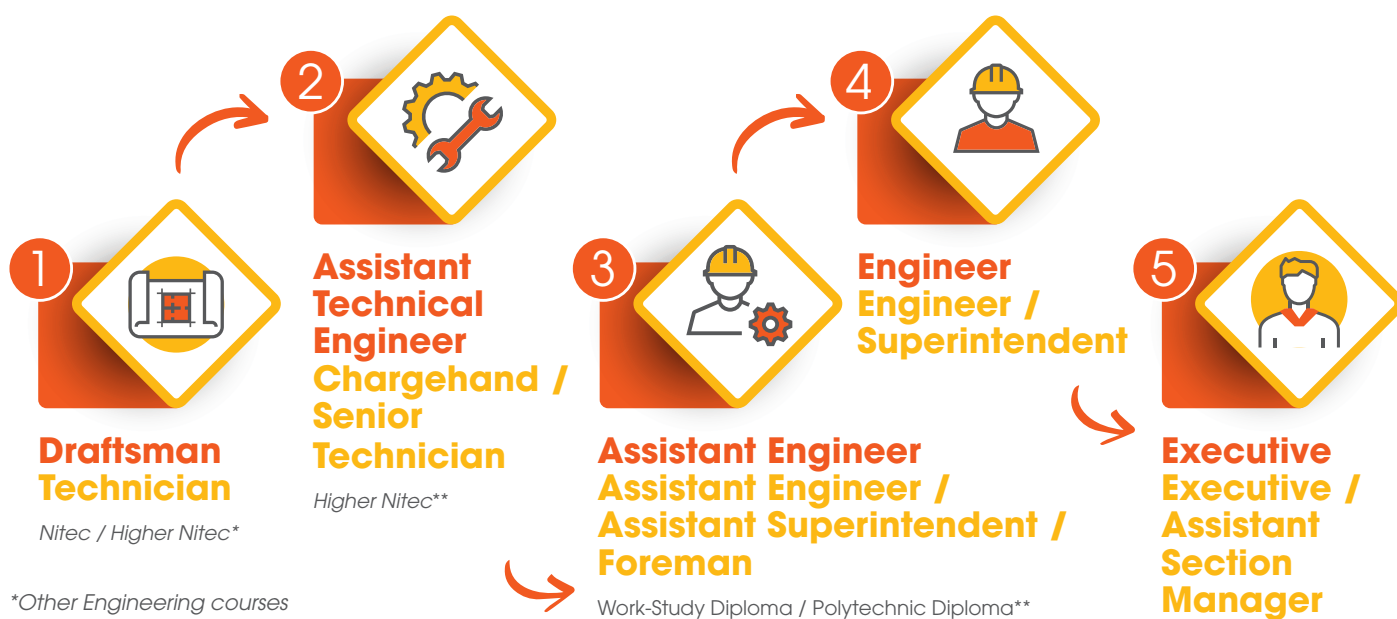 1
Draftsman
Technician
Nitec / Higher Nitec*
2
Assistant
Technical
Engineer
Chargehand /
Senior
Technician
Higher Nitec**
3
Assistant Engineer
Assistant Engineer /
Assistant Superintendent /
Foreman
Work-Study Diploma / Polytechnic Diploma**
4
Engineer
Engineer /
Superintendent
5
Executive
Executive /
Assistant
Section
Manager
*Other Engineering courses